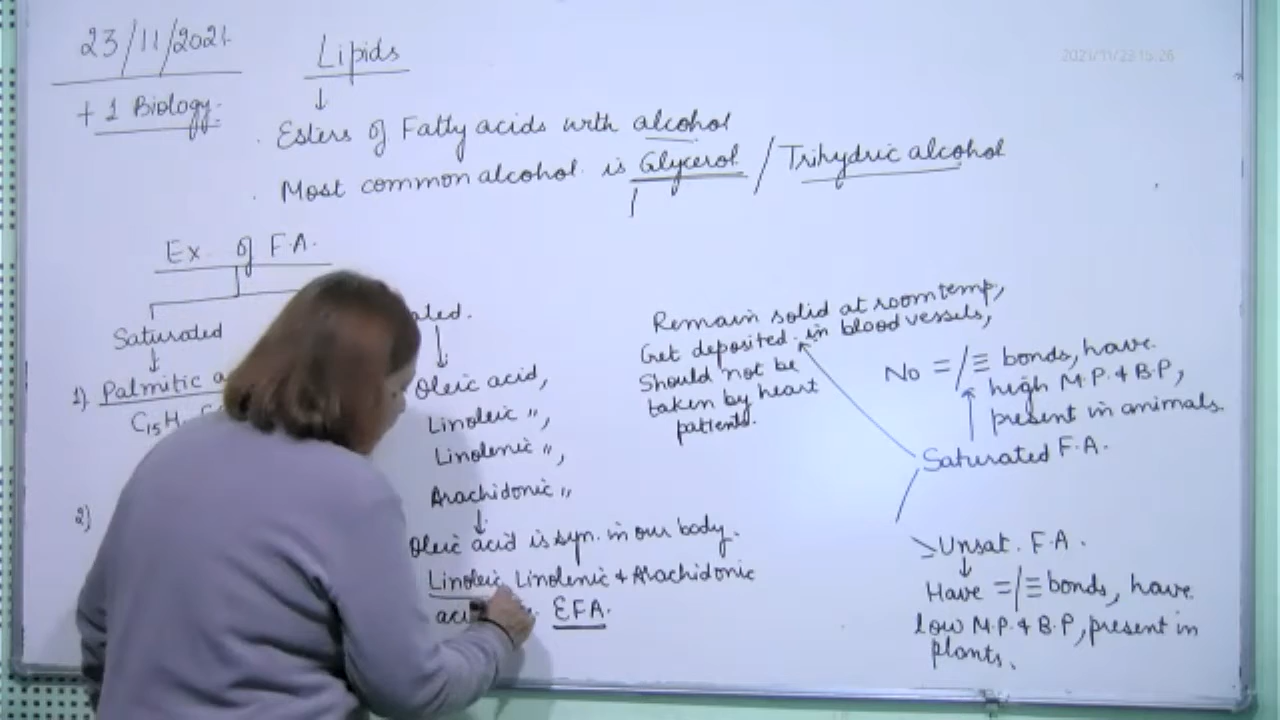 23/11/2021
+1 Biology.
2021/11/23 15:26
Lipids
↓
. Esters of Fatty acids with alcohol
. Most common alcohol is Glycerol / Trihydric alcohol
Ex. of F.A.
Saturated
↓
1) Palmitic
2)
↓
Oleic acid,
Linoleic ",
Linolenic ",
Arachidonic "
↓
Oleic acid is syn. in our body.
Linoleic, Linolenic + Arachidonic
EFA.
Remain solid at room temp,
Get deposited in blood vessels,
Should not be
taken by heart
patients.
No =/≡ bonds, have
high M.P. & B.P,
present in animals.
Saturated F.A.
Unsat. F.A.
↓
Have =/≡ bonds, have
low M.P. & B.P, present in
plants.